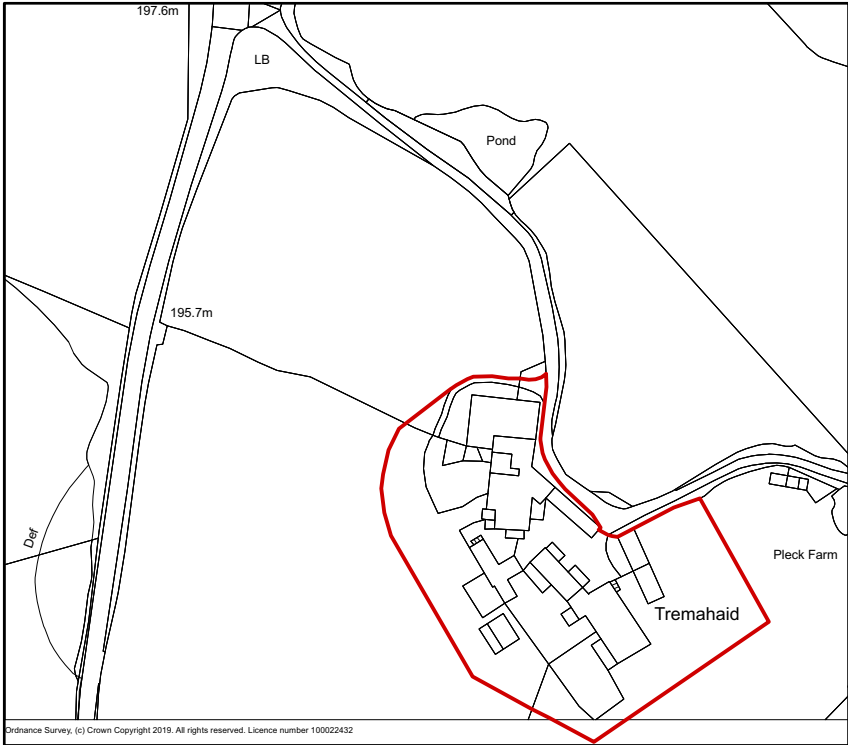 197.6m
LB
Pond
195.7m
Def
Pleck Farm
Tremahaid
Ordnance Survey, (c) Crown Copyright 2019. All rights reserved. Licence number 100022432